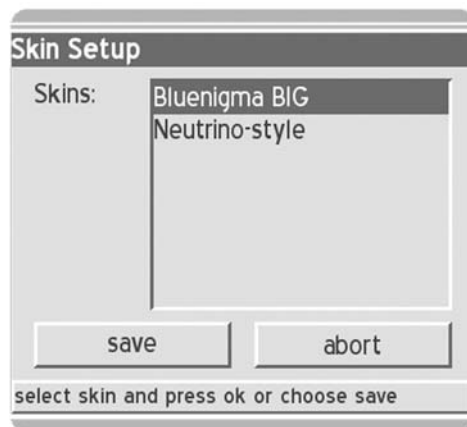 Skin Setup
Skins:
Bluenigma BIG
Neutrino-style
save
abort
select skin and press ok or choose save